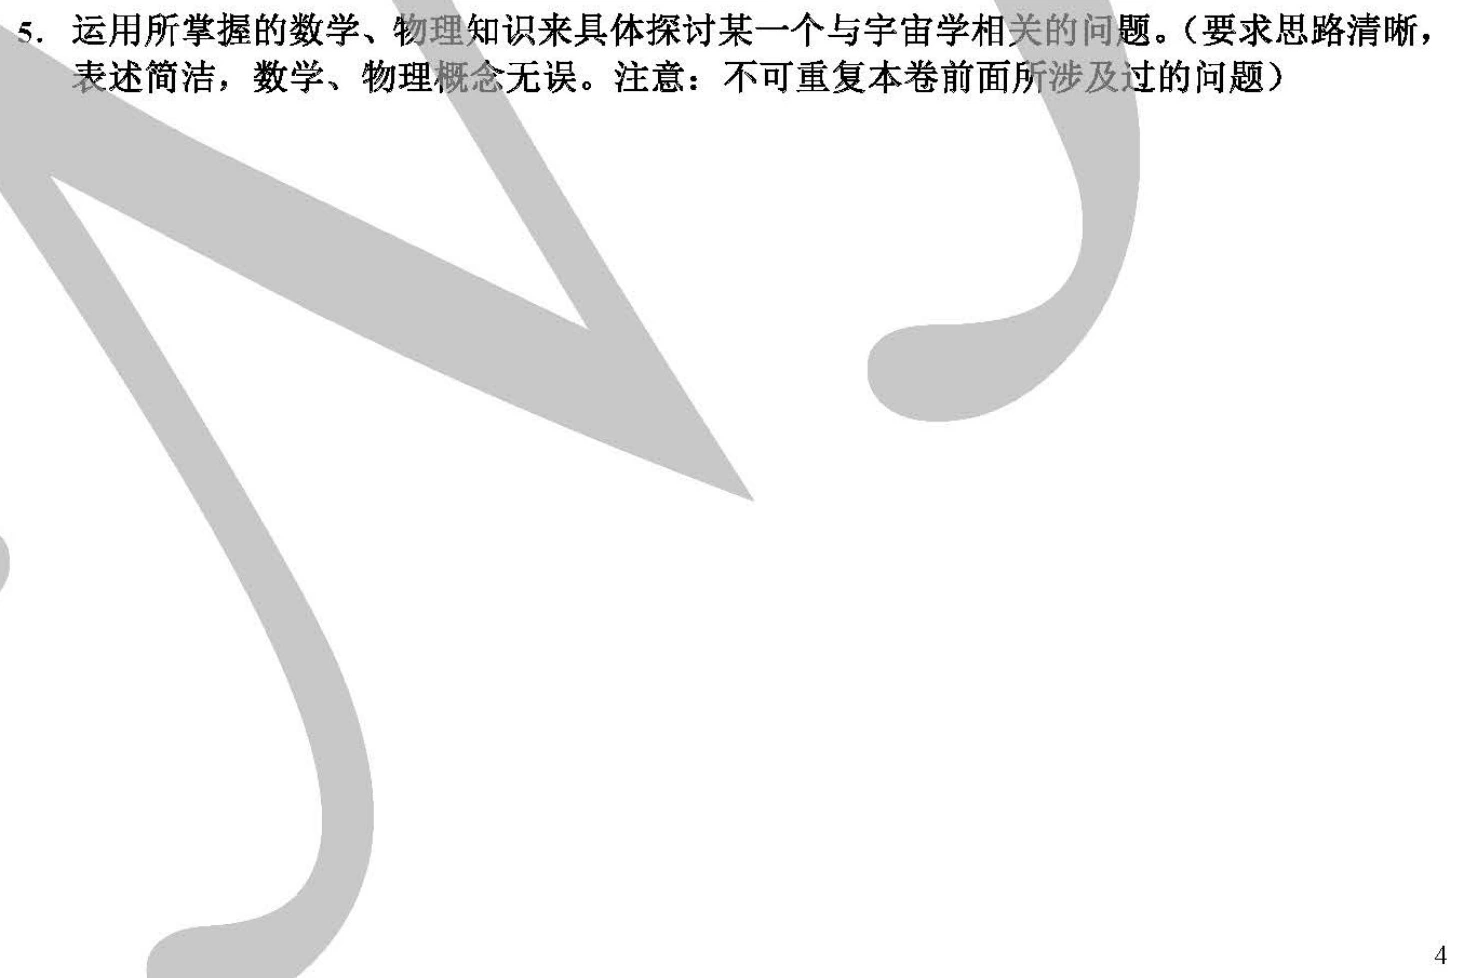 5. 运用所掌握的数学、物理知识来具体探讨某一个与宇宙学相关的问题。（要求思路清晰，
表述简洁，数学、物理概念无误。注意：不可重复本卷前面所涉及过的问题）
4